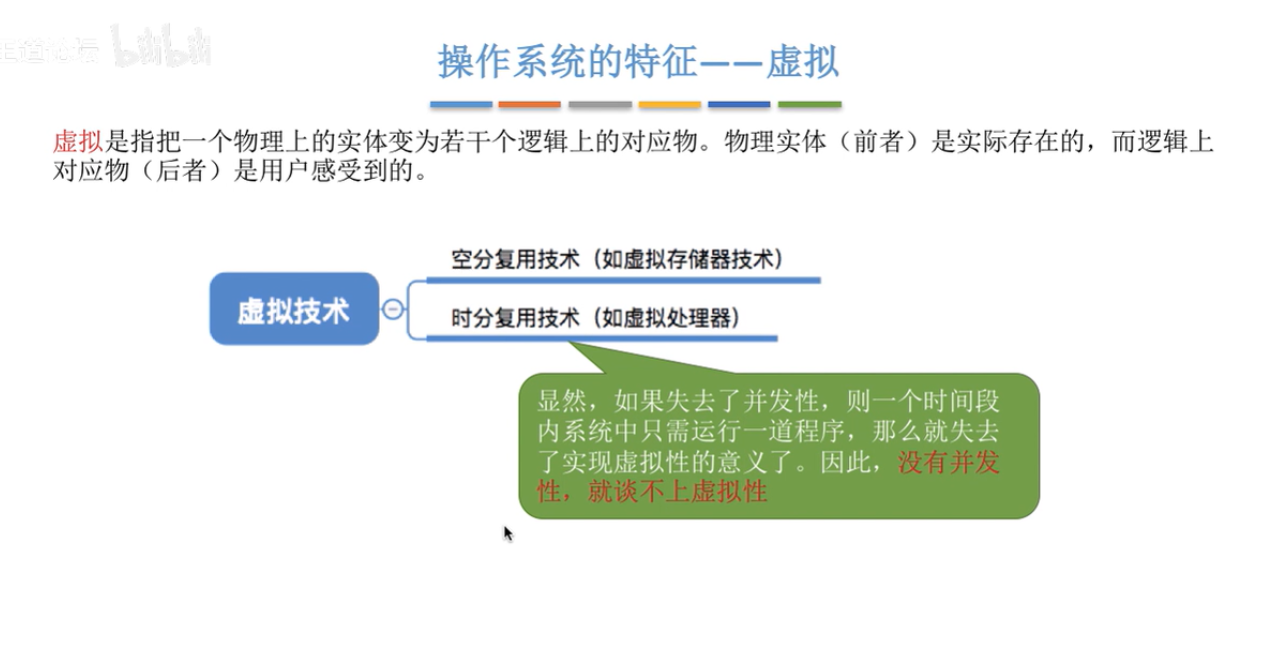 王道论坛 bilibili
操作系统的特征——虚拟
虚拟是指把一个物理上的实体变为若干个逻辑上的对应物。物理实体（前者）是实际存在的，而逻辑上
对应物（后者）是用户感受到的。
空分复用技术（如虚拟存储器技术）
虚拟技术
时分复用技术（如虚拟处理器）
显然，如果失去了并发性，则一个时间段
内系统中只需运行一道程序，那么就失去
了实现虚拟性的意义了。因此，没有并发
性，就谈不上虚拟性